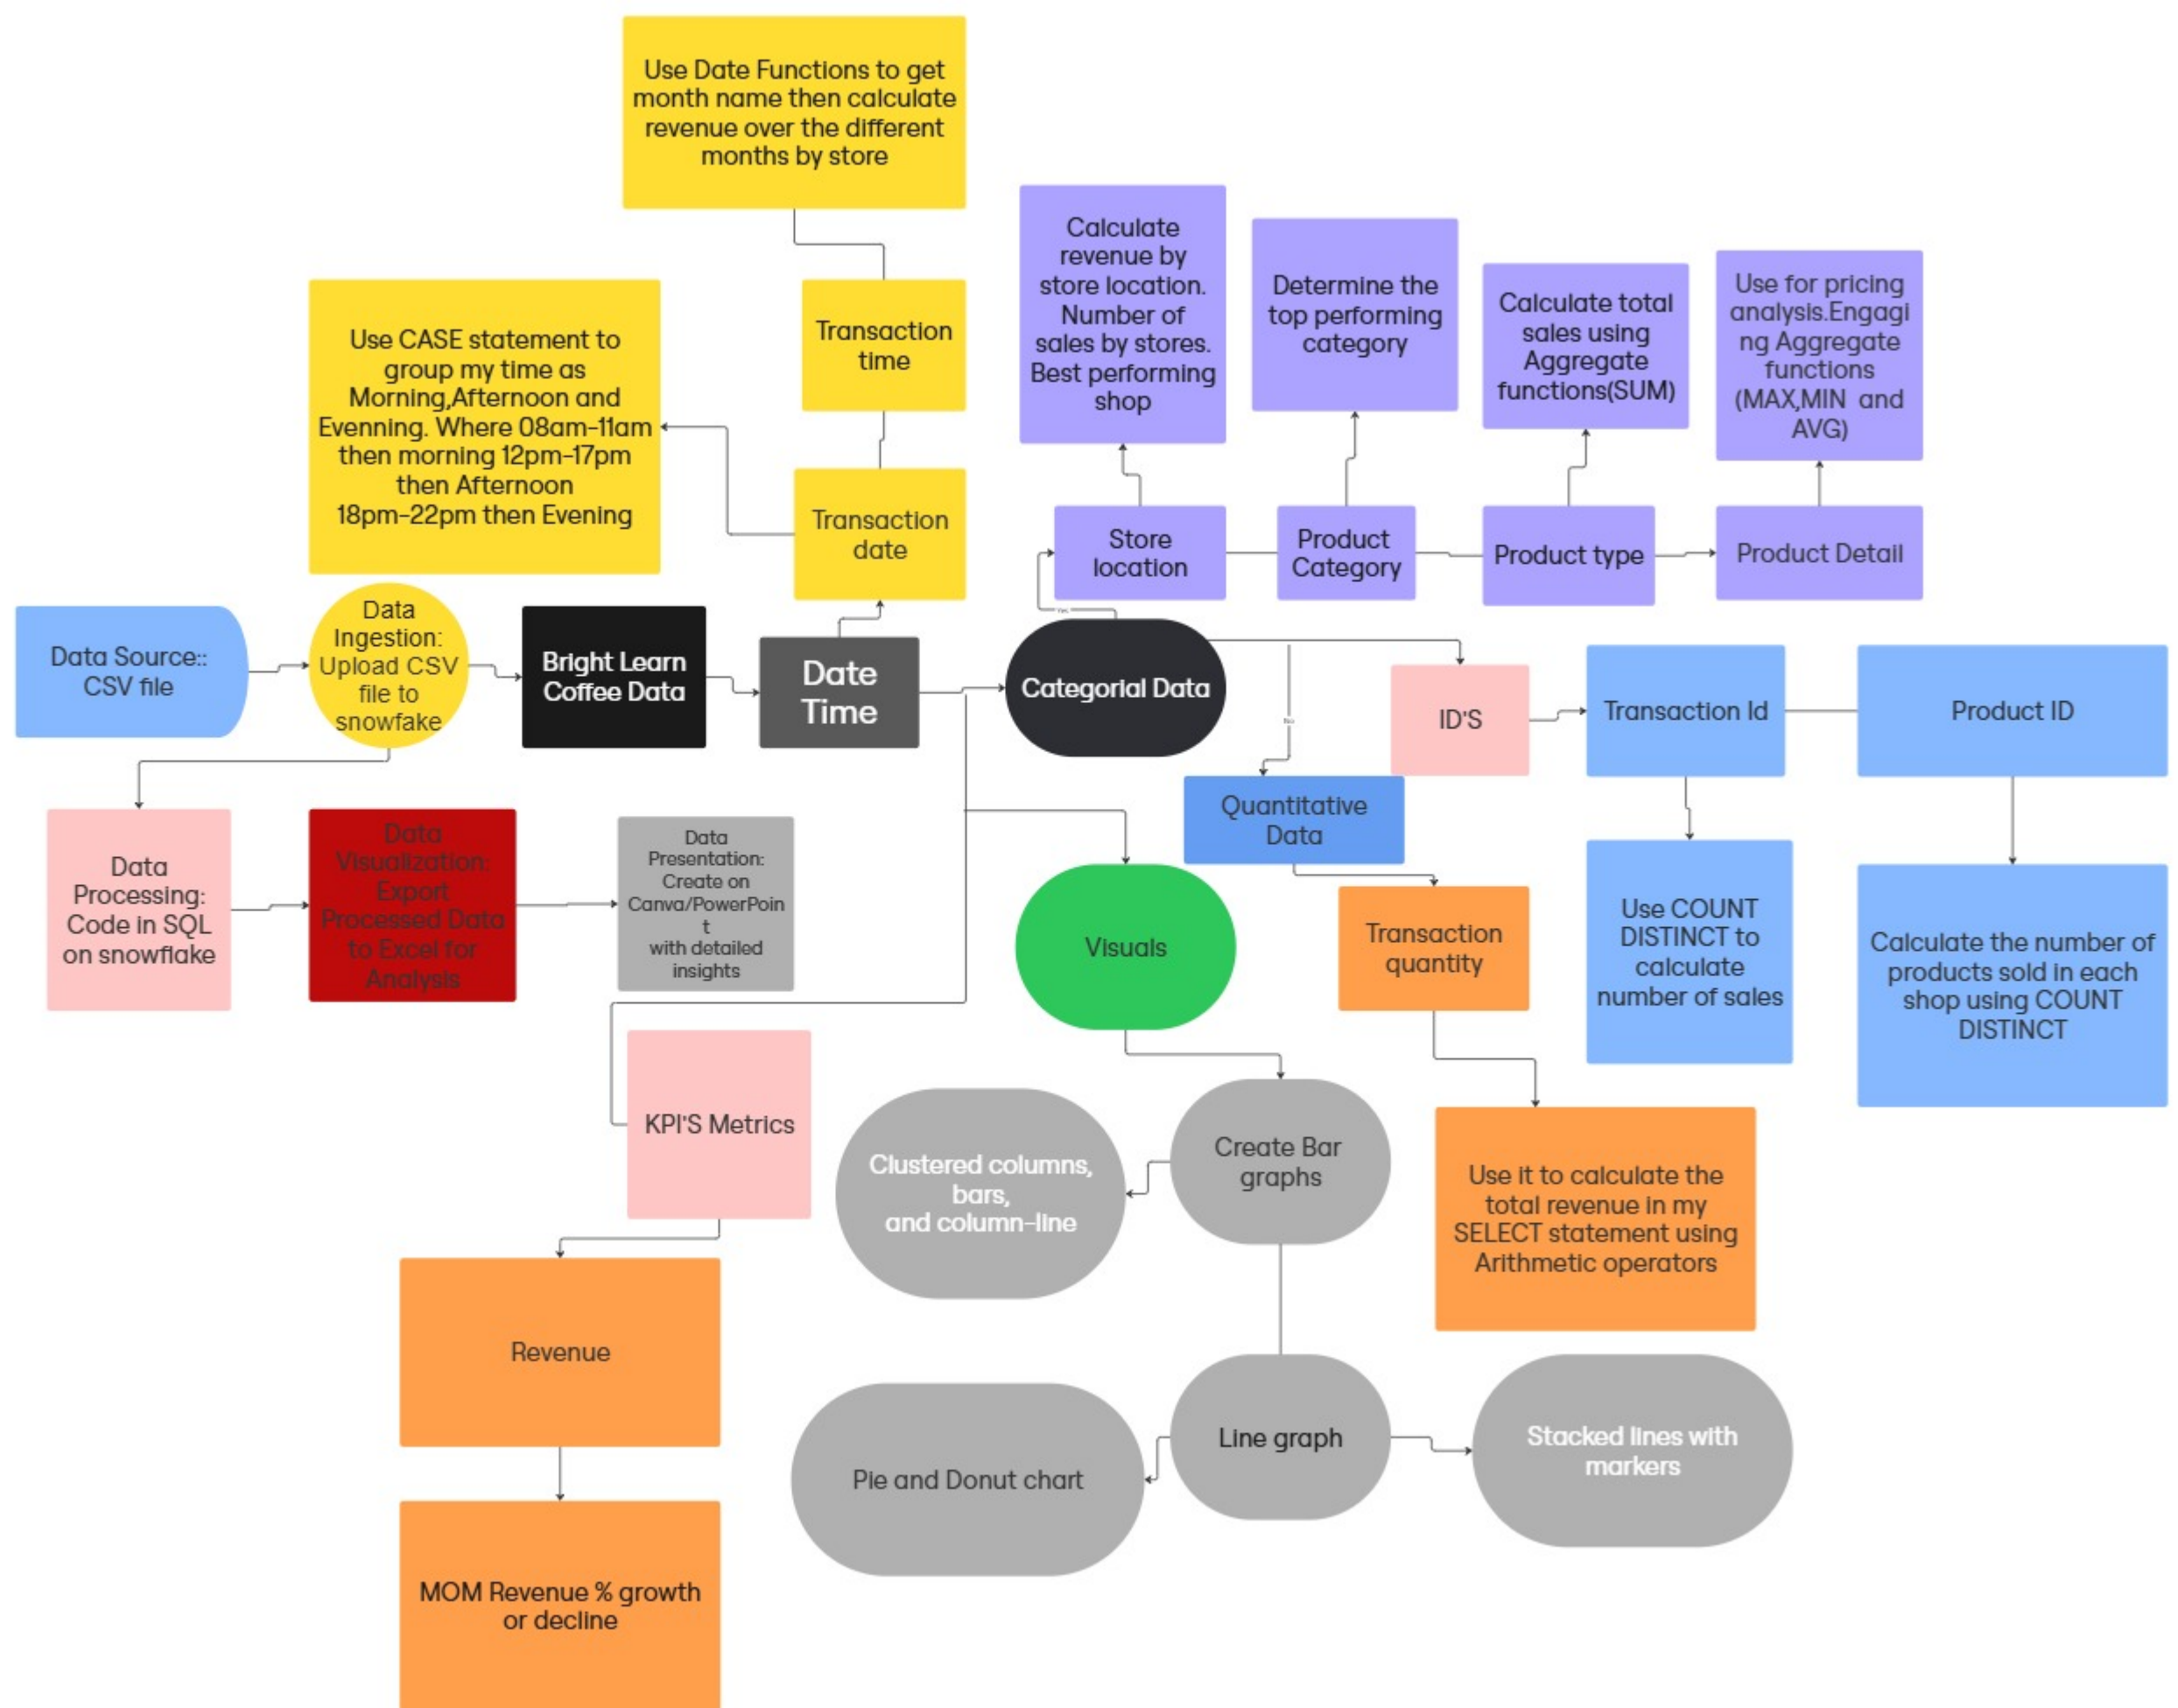 Use Date Functions to get
month name then calculate
revenue over the different
months by store
Calculate
revenue by
store location.
Number of
sales by stores.
Best performing
shop
Determine the
top performing
category
Calculate total
sales using
Aggregate
functions(SUM)
Use for pricing
analysis.Engagi
ng Aggregate
functions
(MAX,MIN and
AVG)
Use CASE statement to
group my time as
Morning,Afternoon and
Evenning. Where 08am-11am
then morning 12pm-17pm
then Afternoon
18pm-22pm then Evening
Transaction
time
Transaction
date
Store
location
Product
Category
Product type
Product Detail
Data Source::
CSV file
Data
Ingestion:
Upload CSV
file to
snowfake
Bright Learn
Coffee Data
Date
Time
Yes
Categorial Data
No
ID'S
Transaction Id
Product ID
Data
Processing:
Code in SQL
on snowflake
Data
Visualization:
Export
Processed Data
to Excel for
Analysis
Data
Presentation:
Create on
Canva/PowerPoin
t
with detailed
insights
Quantitative
Data
Visuals
Transaction
quantity
Use COUNT
DISTINCT to
calculate
number of sales
Calculate the number of
products sold in each
shop using COUNT
DISTINCT
KPI'S Metrics
Clustered columns,
bars,
and column-line
Create Bar
graphs
Use it to calculate the
total revenue in my
SELECT statement using
Arithmetic operators
Revenue
Pie and Donut chart
Line graph
Stacked lines with
markers
MOM Revenue % growth
or decline